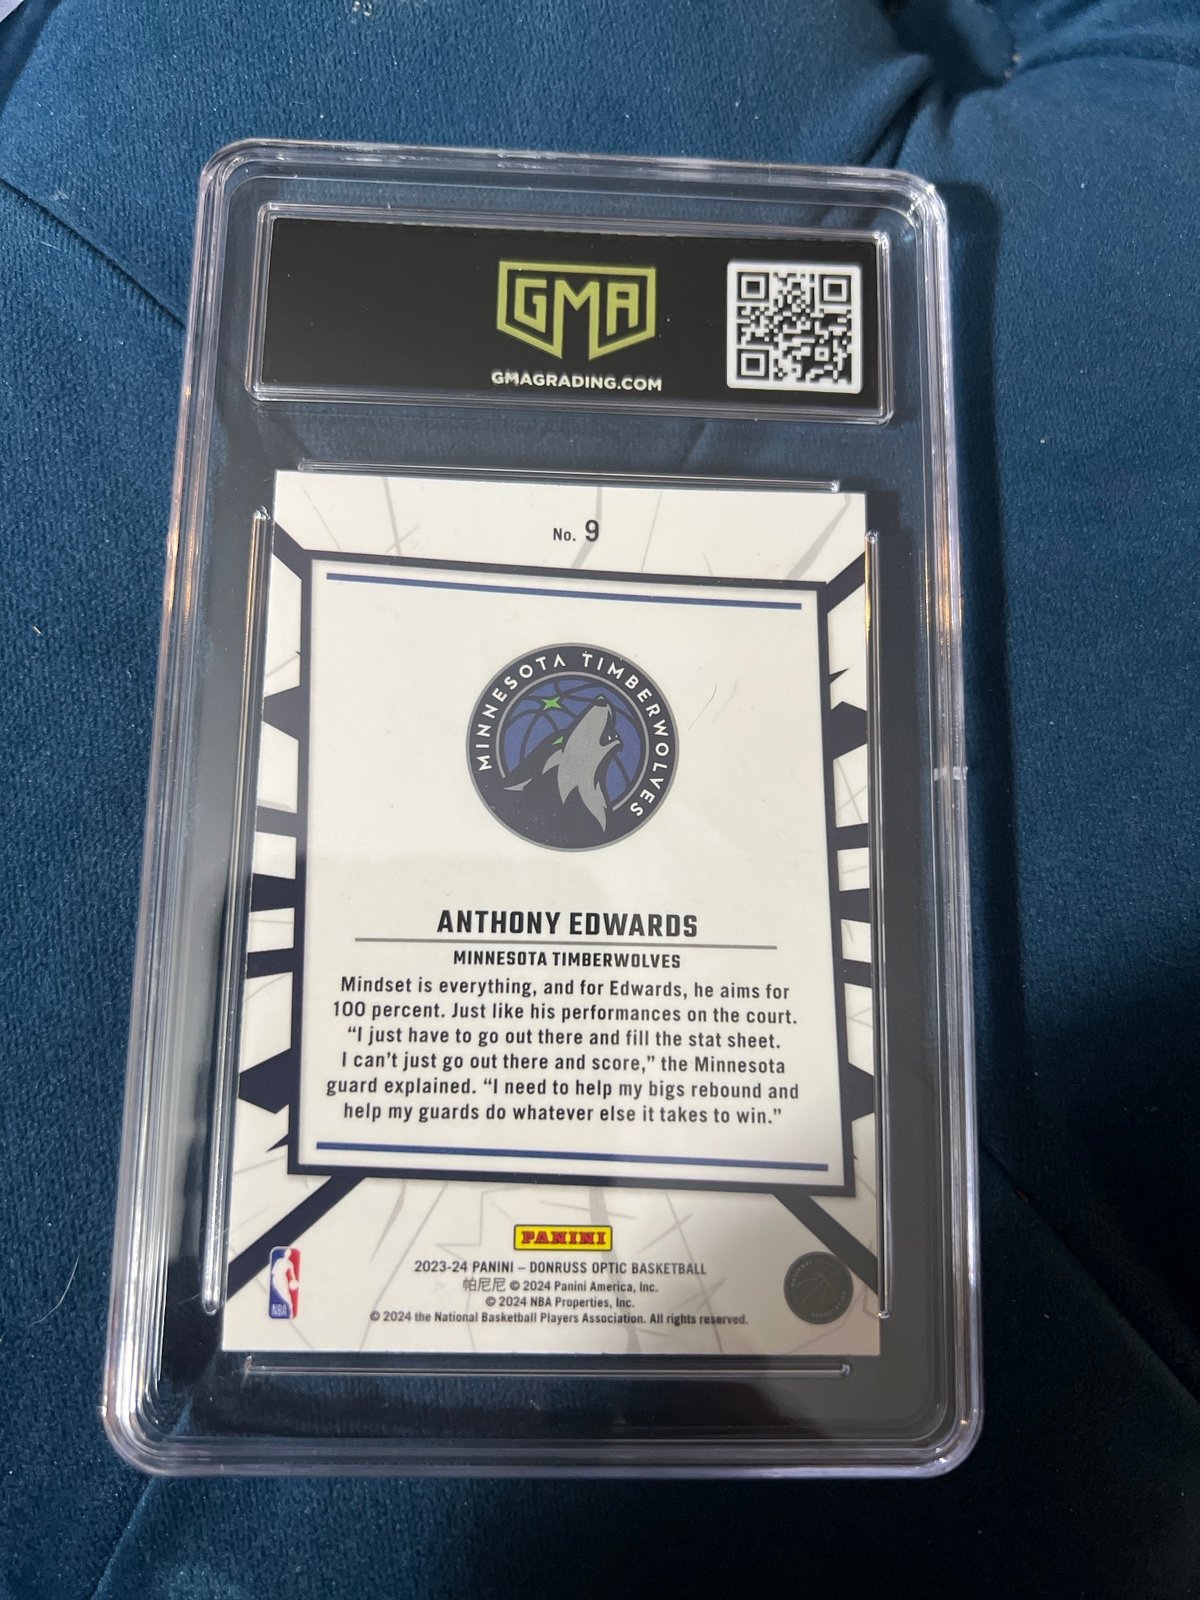 GMA
GMAGRADING.COM
No. 9
MINNESOTA TIMBERWOLVES
ANTHONY EDWARDS
MINNESOTA TIMBERWOLVES
Mindset is everything, and for Edwards, he aims for
100 percent. Just like his performances on the court.
“I just have to go out there and fill the stat sheet.
I can’t just go out there and score,” the Minnesota
guard explained. “I need to help my bigs rebound and
help my guards do whatever else it takes to win.”
PANINI
2023-24 PANINI – DONRUSS OPTIC BASKETBALL
帕尼尼 © 2024 Panini America, Inc.
© 2024 NBA Properties, Inc.
© 2024 the National Basketball Players Association. All rights reserved.
NBA